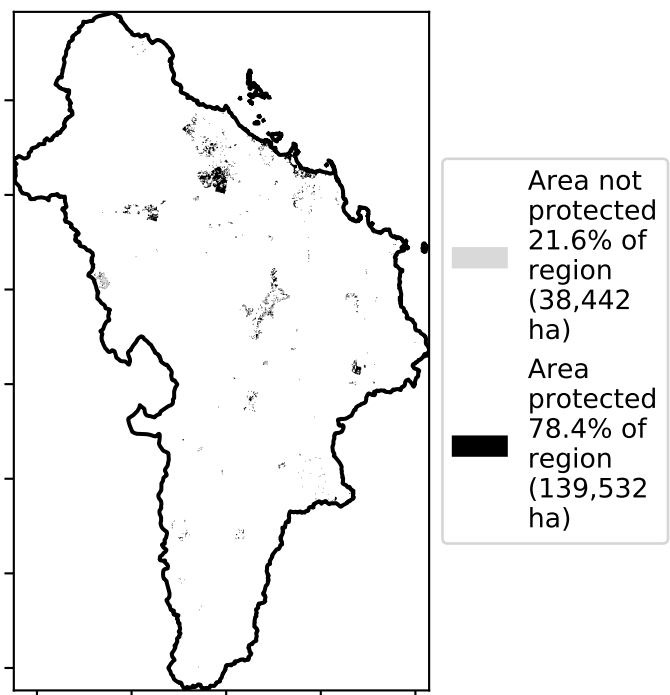 Area not
protected
21.6% of
region
(38,442
ha)
Area
protected
78.4% of
region
(139,532
ha)